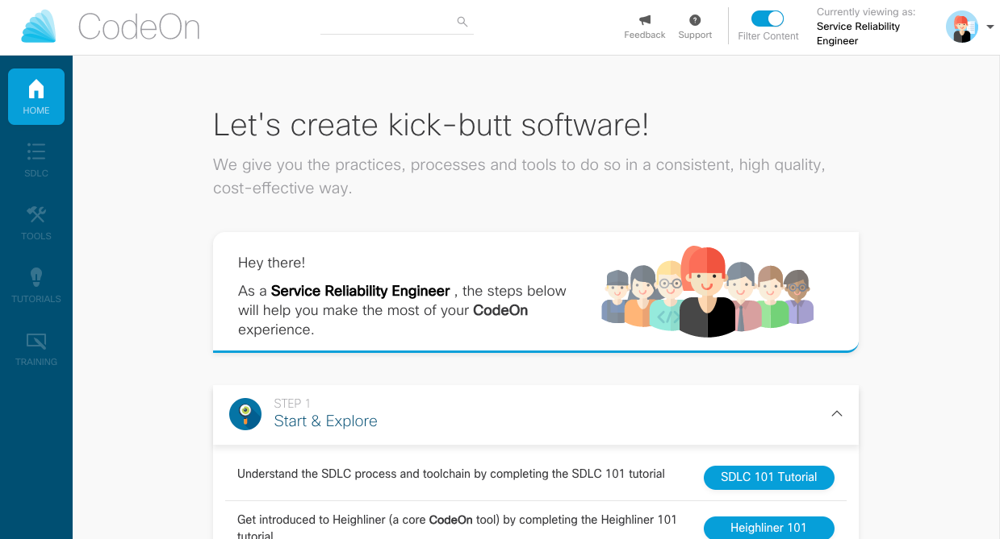 CodeOn
Feedback
Support
Filter Content
Currently viewing as:
Service Reliability
Engineer
HOME
SDLC
TOOLS
TUTORIALS
TRAINING
Let's create kick-butt software!
We give you the practices, processes and tools to do so in a consistent, high quality,
cost-effective way.
Hey there!
As a Service Reliability Engineer , the steps below
will help you make the most of your CodeOn
experience.
</>
STEP 1
Start & Explore
Understand the SDLC process and toolchain by completing the SDLC 101 tutorial
SDLC 101 Tutorial
Get introduced to Heighliner (a core CodeOn tool) by completing the Heighliner 101
tutorial
Heighliner 101